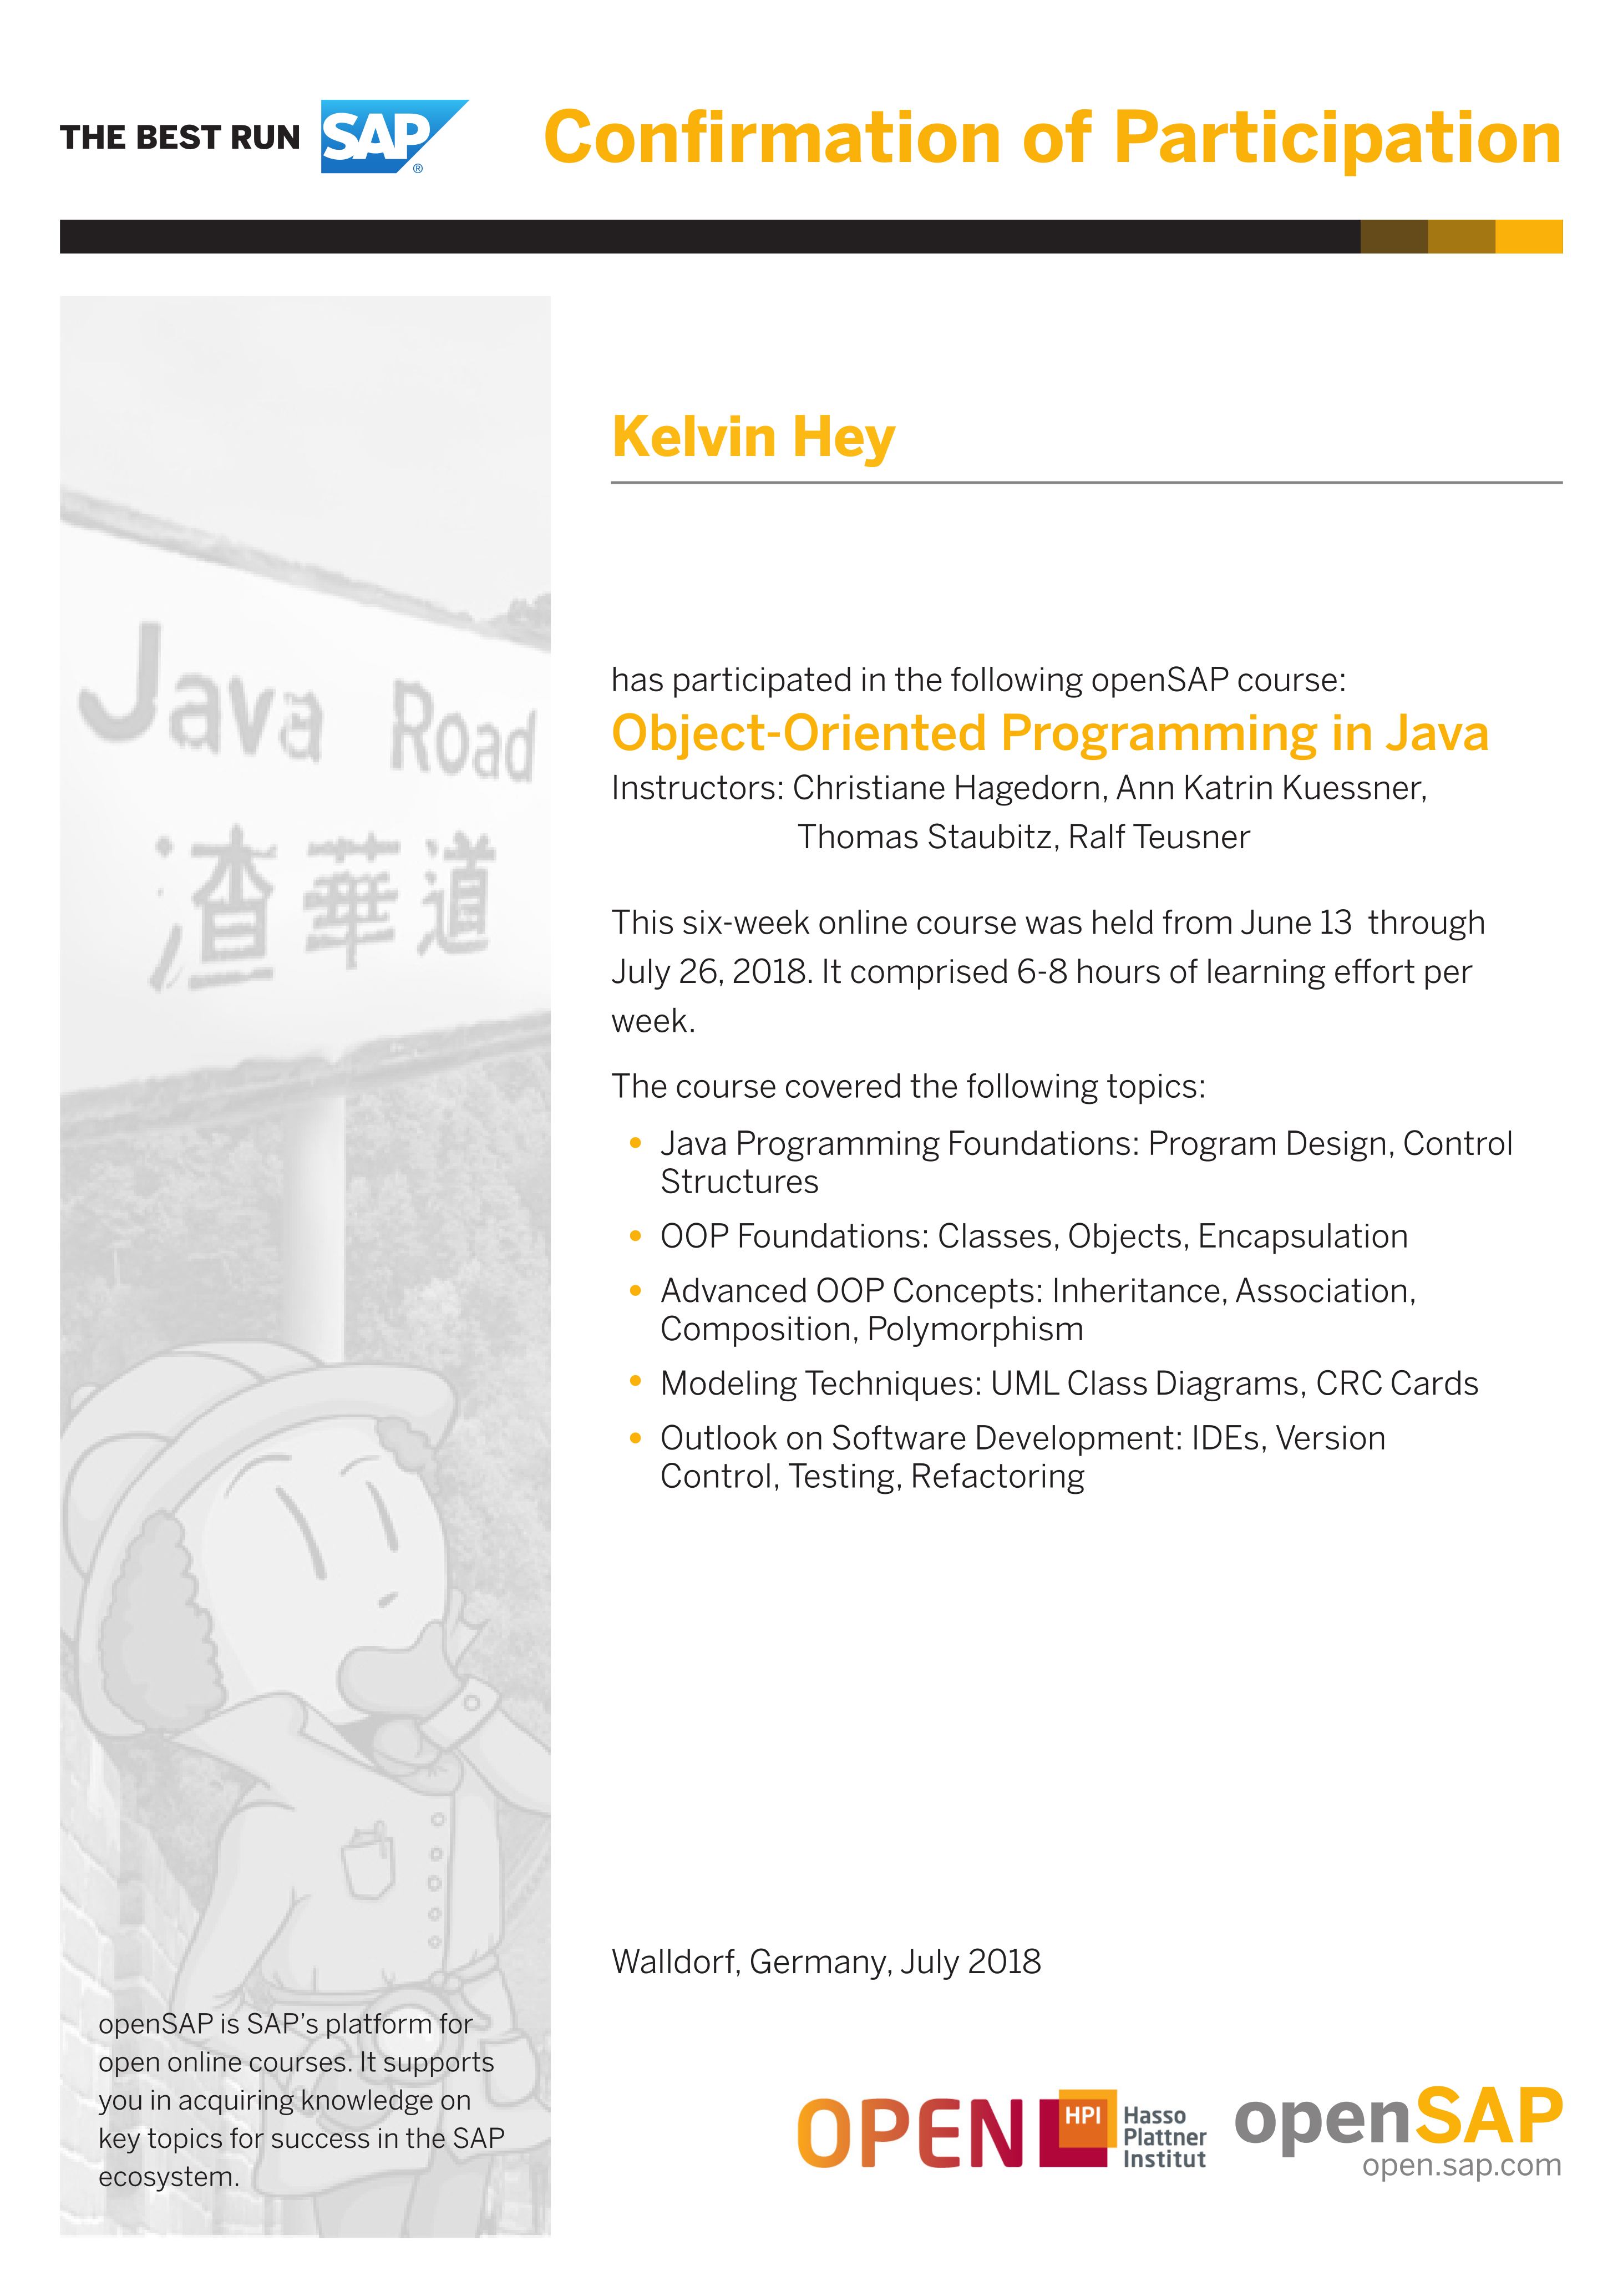 THE BEST RUN SAP®
Confirmation of Participation
Java Road
渣華道
Kelvin Hey
has participated in the following openSAP course:
Object-Oriented Programming in Java
Instructors: Christiane Hagedorn, Ann Katrin Kuessner,
Thomas Staubitz, Ralf Teusner
This six-week online course was held from June 13 through
July 26, 2018. It comprised 6-8 hours of learning effort per
week.
The course covered the following topics:
• Java Programming Foundations: Program Design, Control
Structures
• OOP Foundations: Classes, Objects, Encapsulation
• Advanced OOP Concepts: Inheritance, Association,
Composition, Polymorphism
• Modeling Techniques: UML Class Diagrams, CRC Cards
• Outlook on Software Development: IDEs, Version
Control, Testing, Refactoring
Walldorf, Germany, July 2018
openSAP is SAP’s platform for
open online courses. It supports
you in acquiring knowledge on
key topics for success in the SAP
ecosystem.
OPEN HPI
Hasso
Plattner
Institut
openSAP
open.sap.com